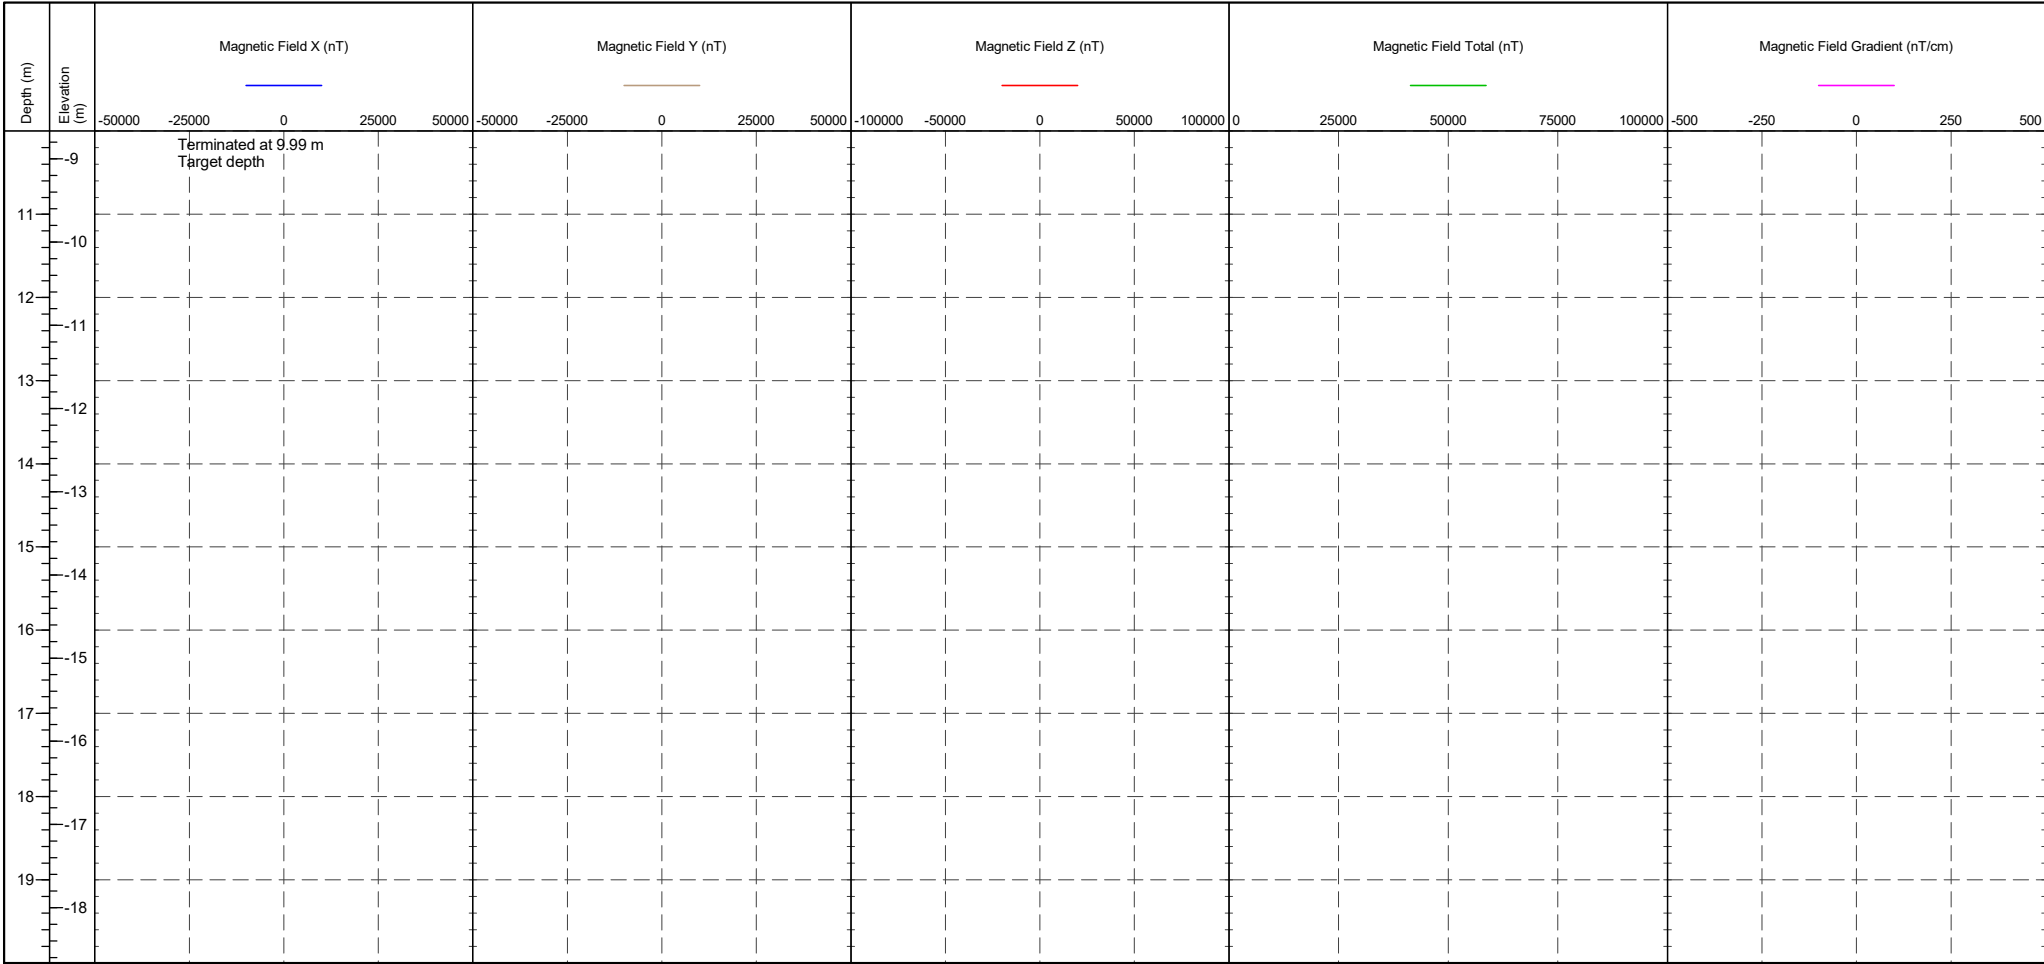 Depth (m)
Elevation
(m)
Magnetic Field X (nT)
-50000 -25000 0 25000 50000
Magnetic Field Y (nT)
-50000 -25000 0 25000 50000
Magnetic Field Z (nT)
-100000 -50000 0 50000 100000
Magnetic Field Total (nT)
0 25000 50000 75000 100000
Magnetic Field Gradient (nT/cm)
-500 -250 0 250 500
Terminated at 9.99 m
Target depth
-9
11
-10
12
-11
13
-12
14
-13
15
-14
16
-15
17
-16
18
-17
19
-18